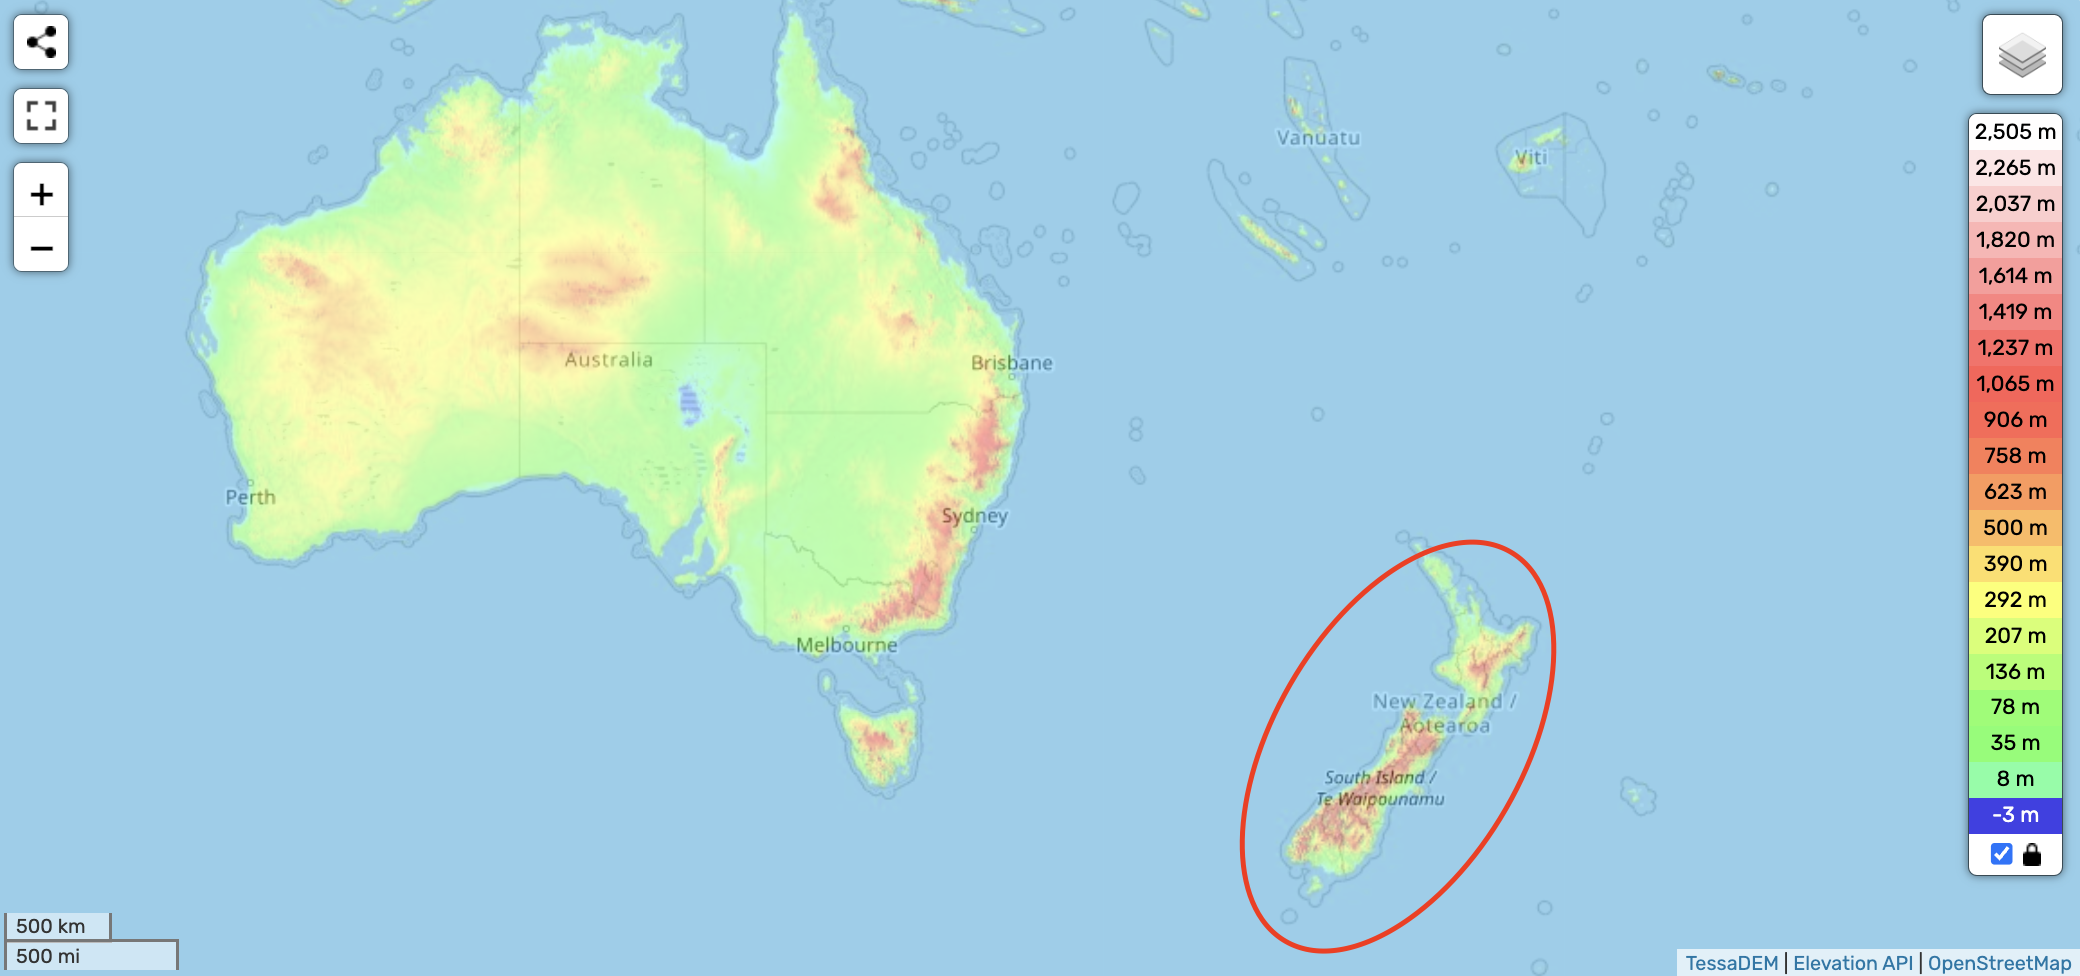 Vanuatu
Viti
Australia
Brisbane
Perth
Sydney
Melbourne
New Zealand /
Aotearoa
South Island /
Te Waipounamu
2,505 m
2,265 m
2,037 m
1,820 m
1,614 m
1,419 m
1,237 m
1,065 m
906 m
758 m
623 m
500 m
390 m
292 m
207 m
136 m
78 m
35 m
8 m
-3 m
500 km
500 mi
TessaDEM | Elevation API | OpenStreetMap